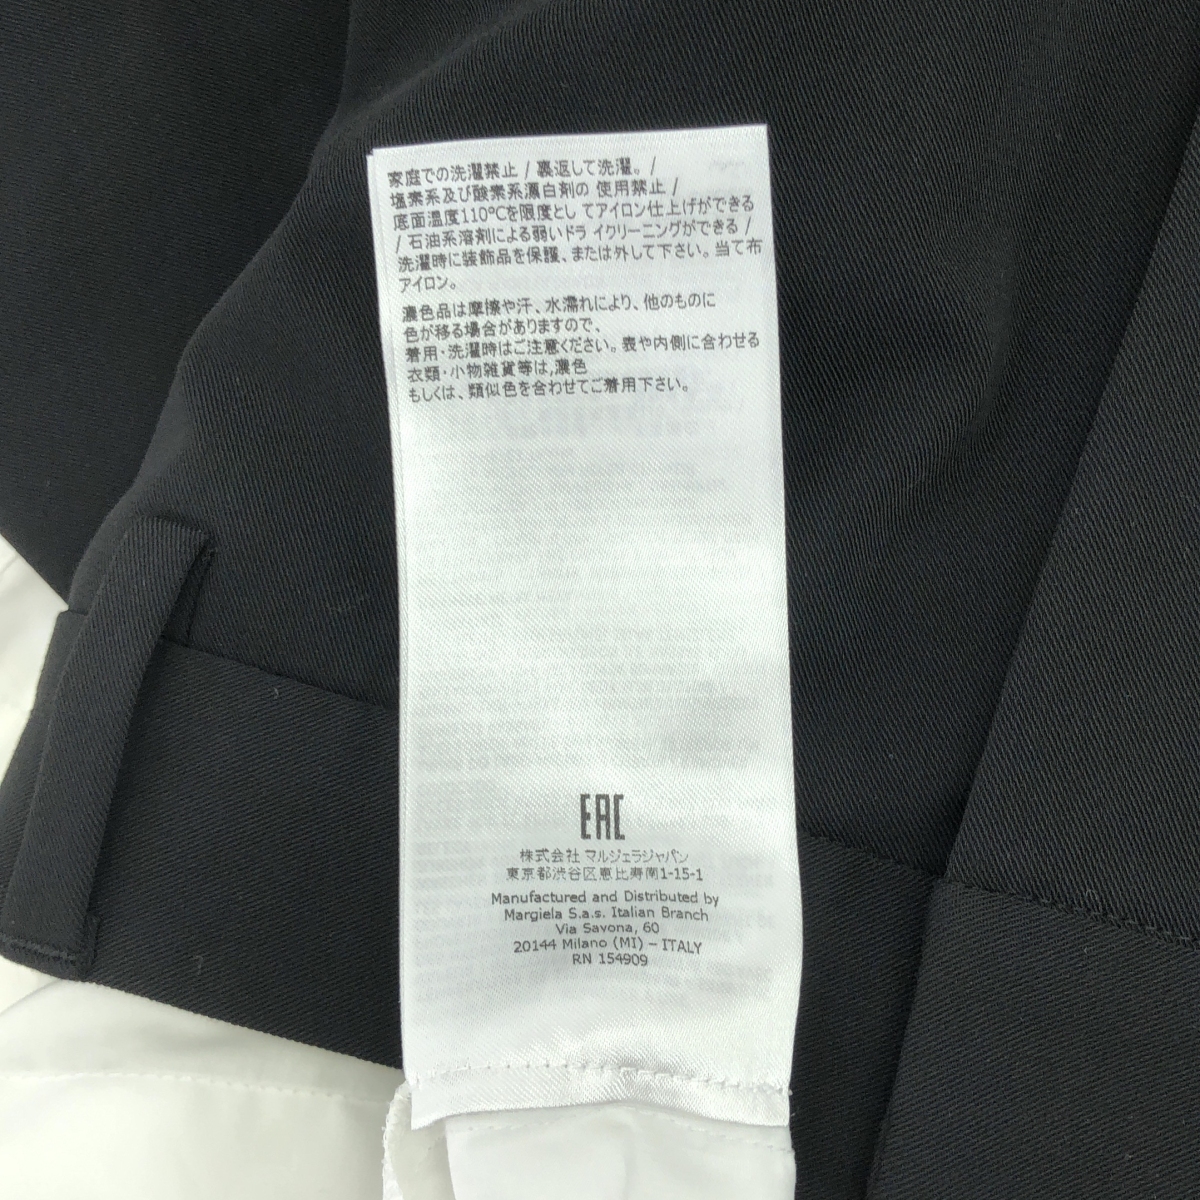 家庭での洗濯禁止 / 裏返して洗濯。 /
塩素系及び酸素系漂白剤の 使用禁止 /
底面温度110℃を限度とし てアイロン仕上げができる
/ 石油系溶剤による弱いドラ イクリーニングができる /
洗濯時に装飾品を保護、または外して下さい。当て布
アイロン。
濃色品は摩擦や汗、水濡れにより、他のものに
色が移る場合がありますので、
着用・洗濯時はご注意ください。表や内側に合わせる
衣類・小物雑貨等は,濃色
もしくは、類似色を合わせてご着用下さい。
EAC
株式会社 マルジェラジャパン
東京都渋谷区恵比寿南1-15-1
Manufactured and Distributed by
Margiela S.a.s. Italian Branch
Via Savona, 60
20144 Milano (MI) – ITALY
RN 154909